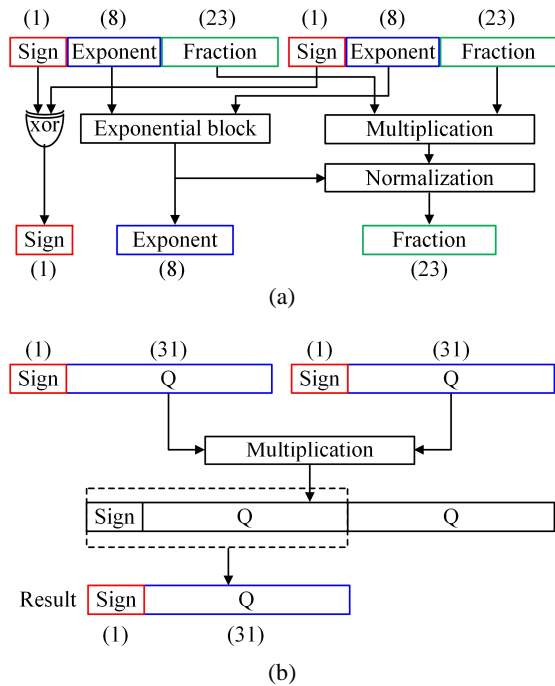 (1) (8) (23) (1) (8) (23)
Sign Exponent Fraction Sign Exponent Fraction
xor Exponential block Multiplication
Normalization
Sign Exponent Fraction
(1) (8) (23)
(a)
(1) (31) (1) (31)
Sign Q Sign Q
Multiplication
Sign Q Q
Result Sign Q
(1) (31)
(b)